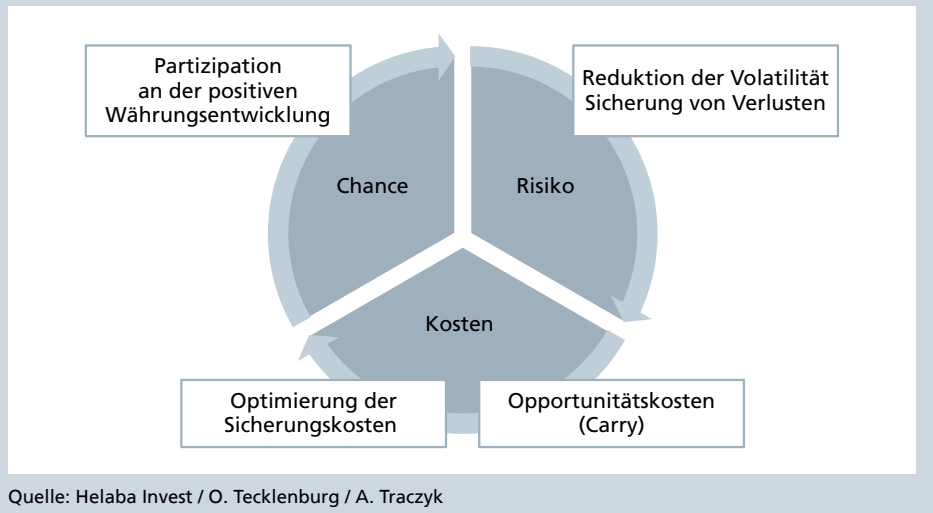 Partizipation
an der positiven
Währungsentwicklung
Reduktion der Volatilität
Sicherung von Verlusten
Chance
Risiko
Kosten
Optimierung der
Sicherungskosten
Opportunitätskosten
(Carry)
Quelle: Helaba Invest / O. Tecklenburg / A. Traczyk